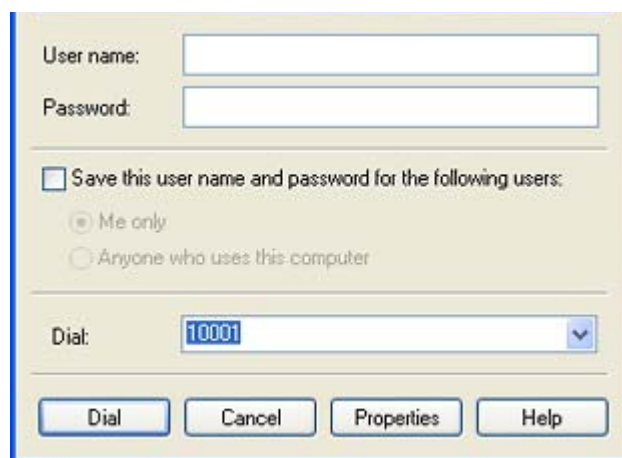 User name:
Password:
Save this user name and password for the following users:
Me only
Anyone who uses this computer
Dial: 10001
Dial Cancel Properties Help